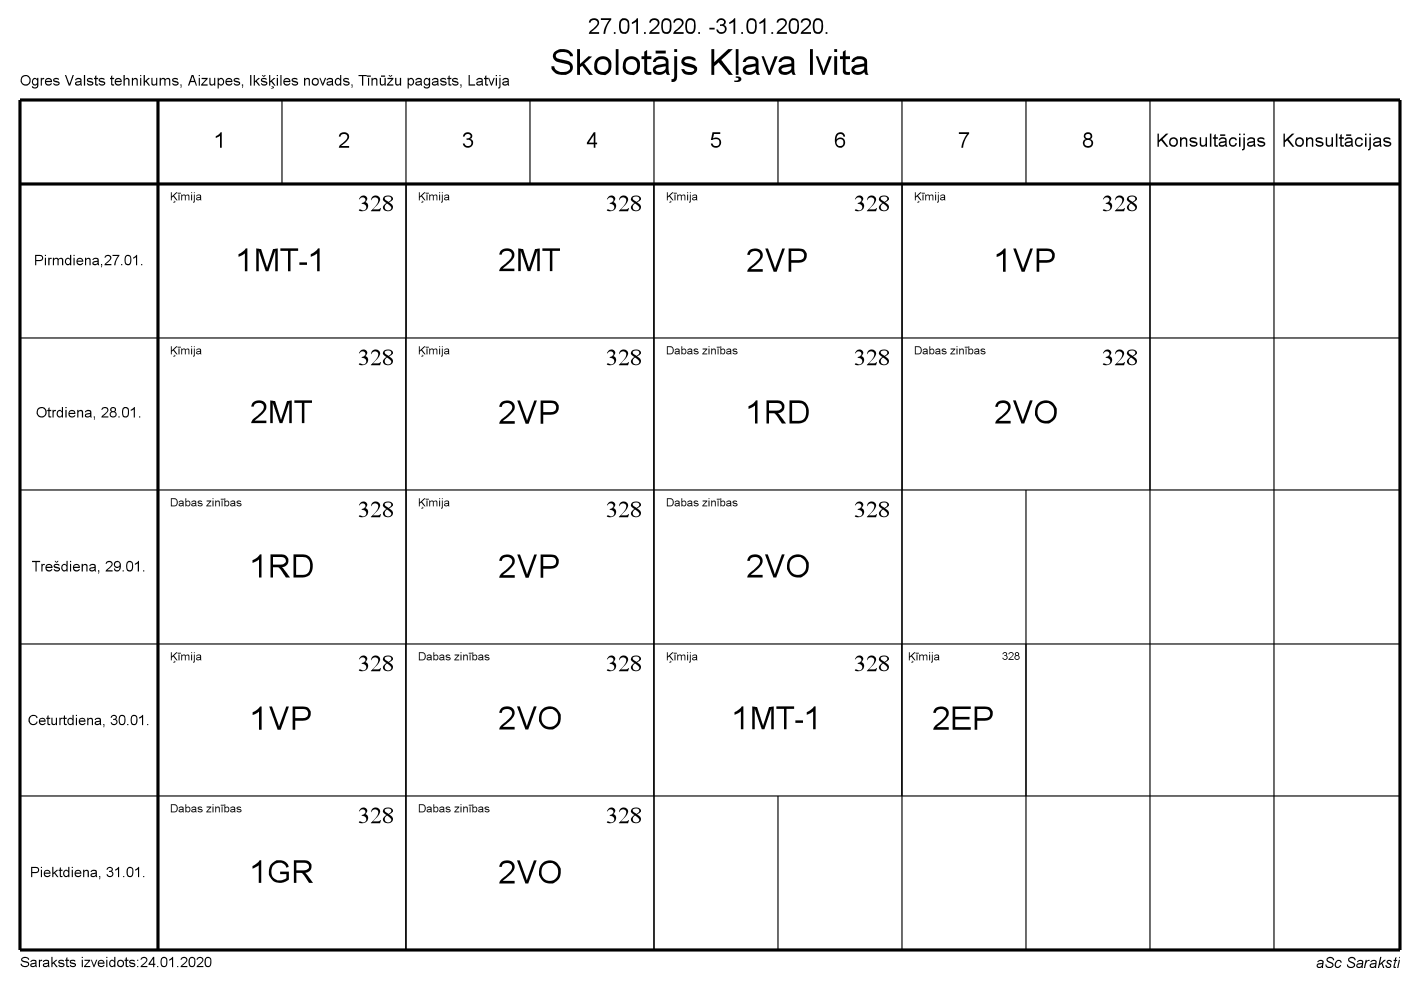 27.01.2020. -31.01.2020.
Skolotājs Kļava Ivita
Ogres Valsts tehnikums, Aizupes, Ikšķiles novads, Tīnūžu pagasts, Latvija
1 2 3 4 5 6 7 8 Konsultācijas Konsultācijas
Ķīmija 328 Ķīmija 328 Ķīmija 328 Ķīmija 328
Pirmdiena,27.01. 1MT-1 2MT 2VP 1VP
Ķīmija 328 Ķīmija 328 Dabas zinības 328 Dabas zinības 328
Otrdiena, 28.01. 2MT 2VP 1RD 2VO
Dabas zinības 328 Ķīmija 328 Dabas zinības 328
Trešdiena, 29.01. 1RD 2VP 2VO
Ķīmija 328 Dabas zinības 328 Ķīmija 328 Ķīmija 328
Ceturtdiena, 30.01. 1VP 2VO 1MT-1 2EP
Dabas zinības 328 Dabas zinības 328
Piektdiena, 31.01. 1GR 2VO
Saraksts izveidots:24.01.2020 aSc Saraksti